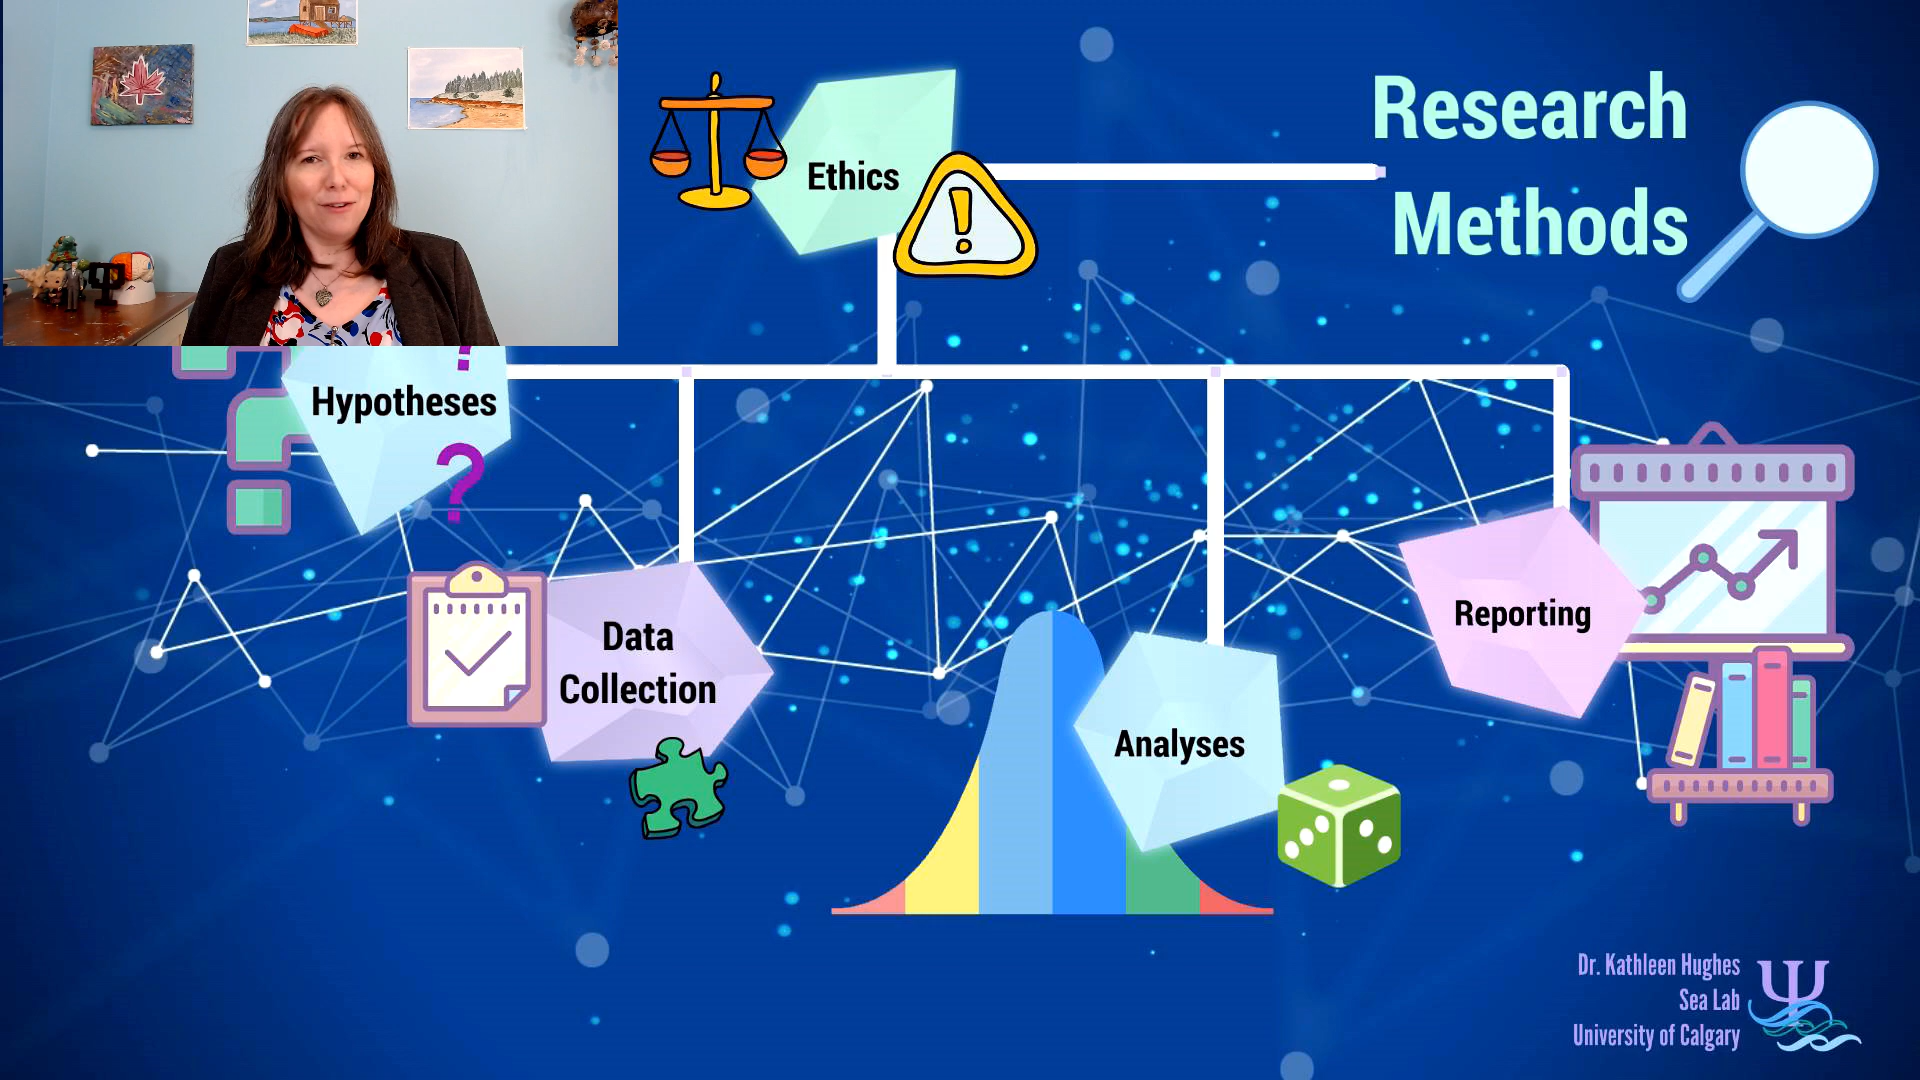 Research
Methods
Ethics
Hypotheses
Data
Collection
Analyses
Reporting
Dr. Kathleen Hughes
Sea Lab
University of Calgary